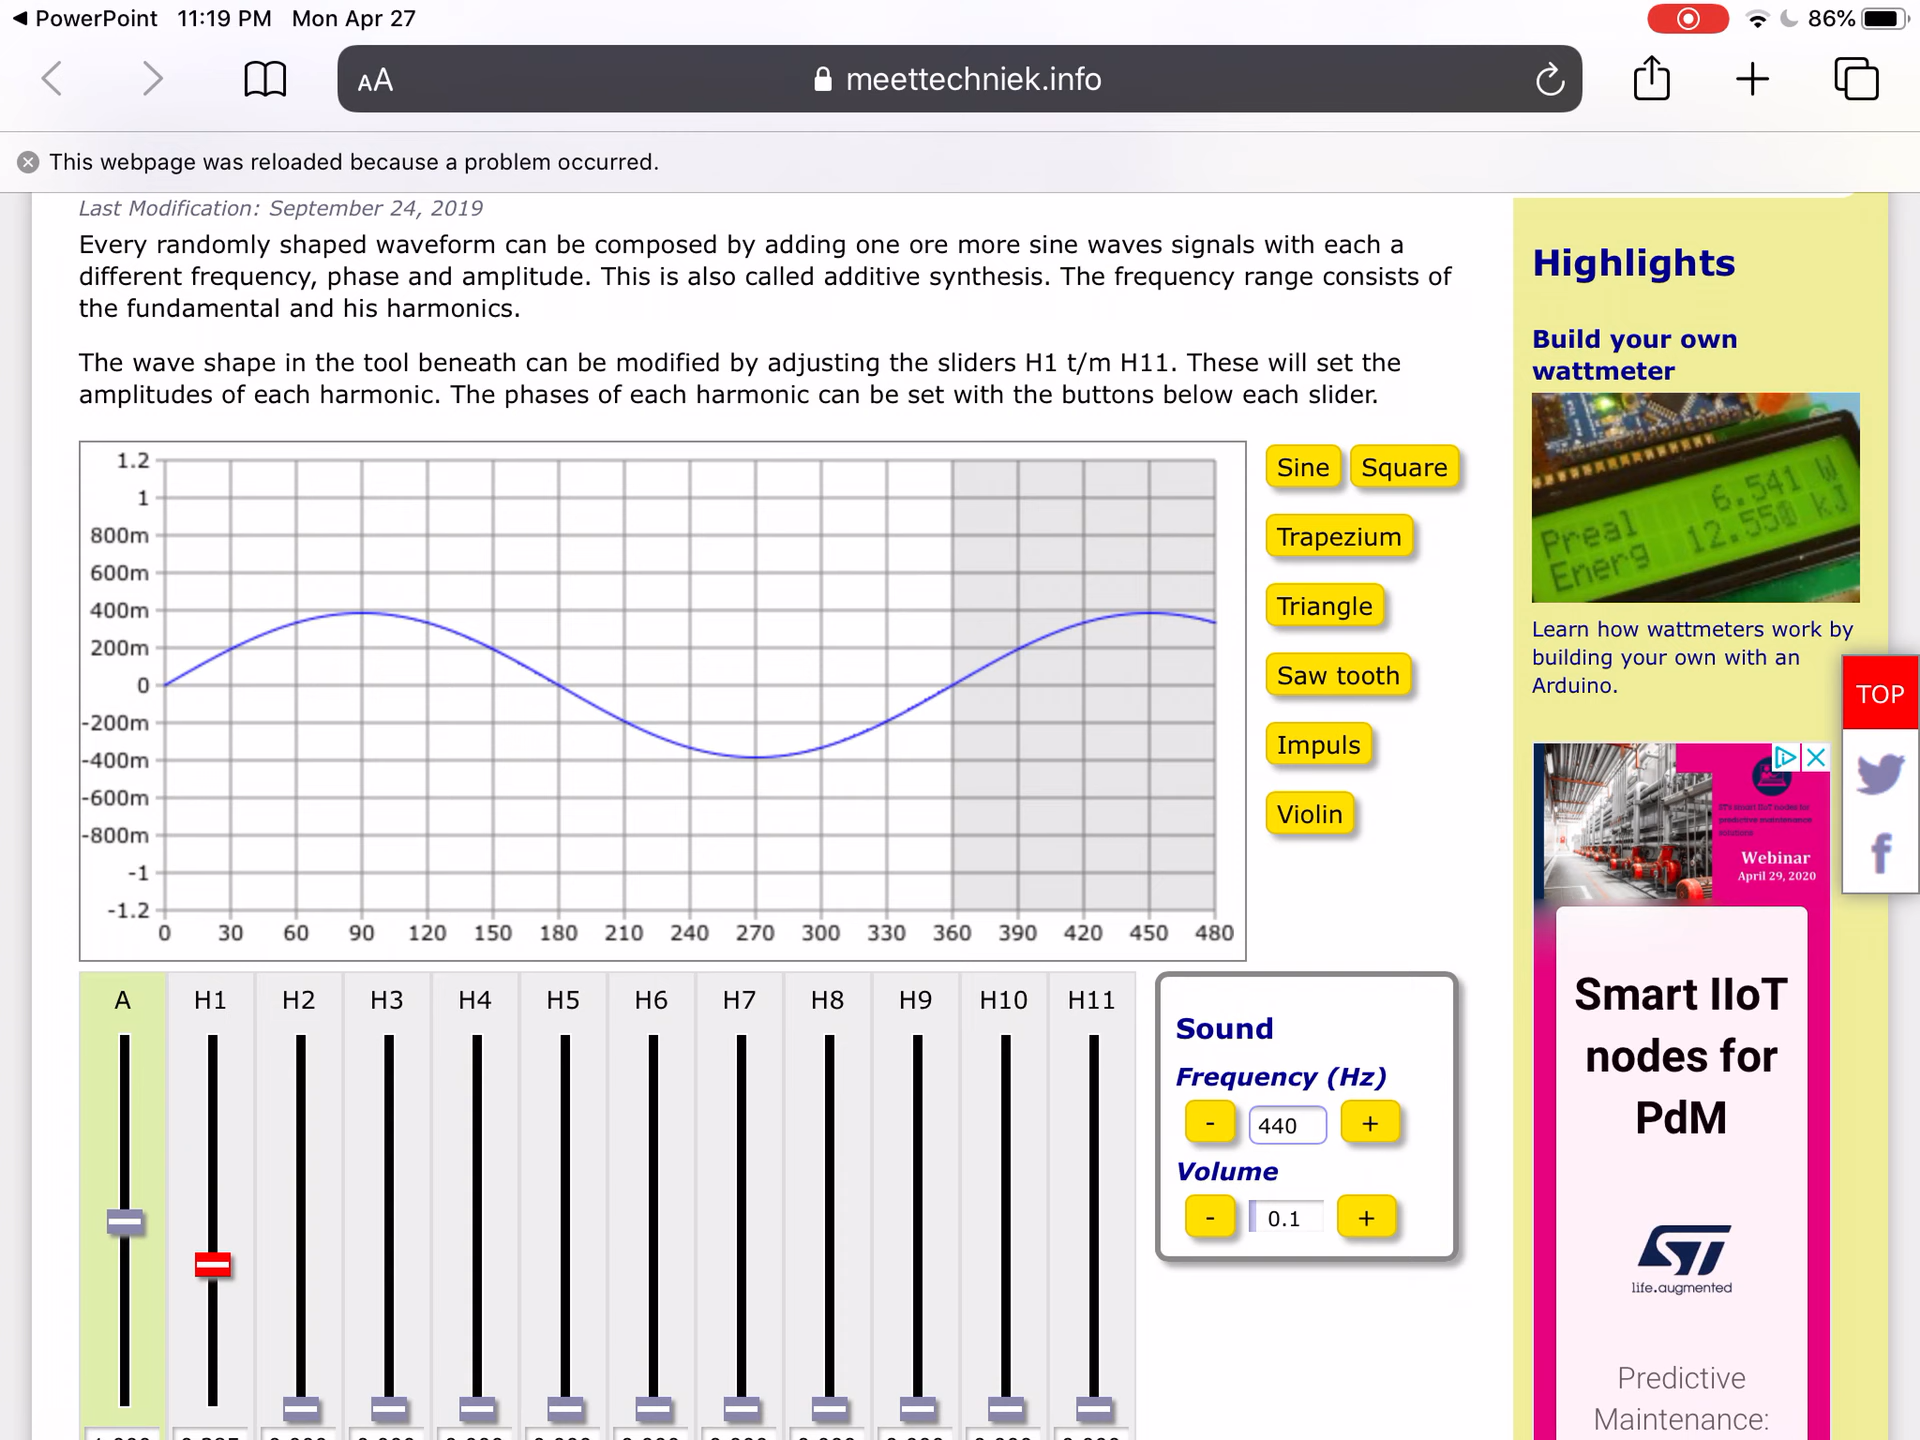 PowerPoint 11:19 PM Mon Apr 27 86%
AA meettechniek.info
This webpage was reloaded because a problem occurred.
Last Modification: September 24, 2019
Every randomly shaped waveform can be composed by adding one ore more sine waves signals with each a
different frequency, phase and amplitude. This is also called additive synthesis. The frequency range consists of
the fundamental and his harmonics.
The wave shape in the tool beneath can be modified by adjusting the sliders H1 t/m H11. These will set the
amplitudes of each harmonic. The phases of each harmonic can be set with the buttons below each slider.
1.2
1
800m
600m
400m
200m
0
-200m
-400m
-600m
-800m
-1
-1.2
0 30 60 90 120 150 180 210 240 270 300 330 360 390 420 450 480
Sine Square
Trapezium
Triangle
Saw tooth
Impuls
Violin
A H1 H2 H3 H4 H5 H6 H7 H8 H9 H10 H11
Sound
Frequency (Hz)
- 440 +
Volume
- 0.1 +
Highlights
Build your own
wattmeter
6.541 W
Preal 12.550 kJ
Energ
Learn how wattmeters work by
building your own with an
Arduino.
TOP
Webinar
April 29, 2020
Smart IIoT
nodes for
PdM
ST
life.augmented
Predictive
Maintenance: